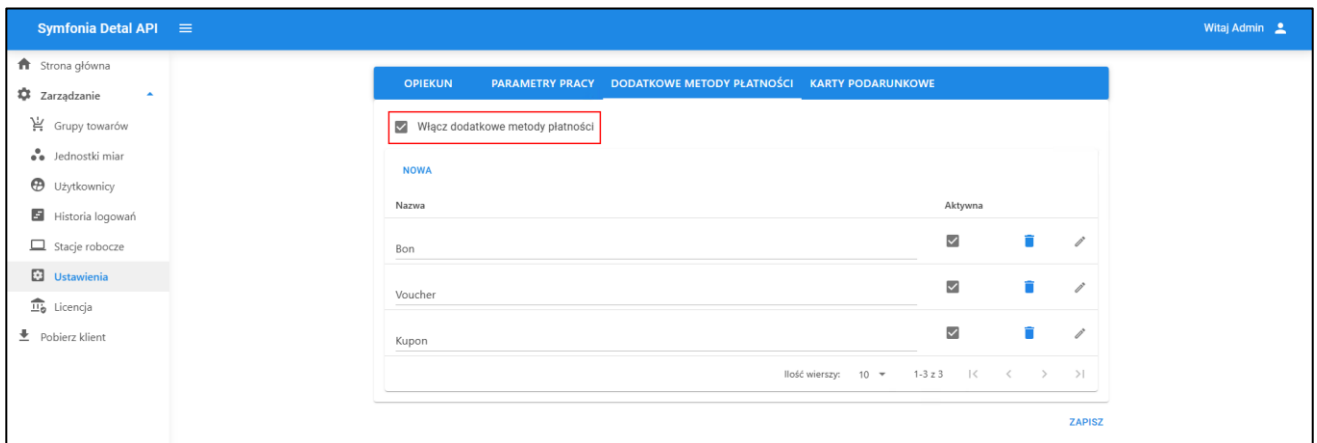 Symfonia Detal API
Witaj Admin
Strona główna
Zarządzanie
Grupy towarów
Jednostki miar
Użytkownicy
Historia logowań
Stacje robocze
Ustawienia
Licencja
Pobierz klient
OPIEKUN PARAMETRY PRACY DODATKOWE METODY PŁATNOŚCI KARTY PODARUNKOWE
Włącz dodatkowe metody płatności
NOWA
Nazwa Aktywna
Bon
Voucher
Kupon
Ilość wierszy: 10 1-3 z 3
ZAPISZ